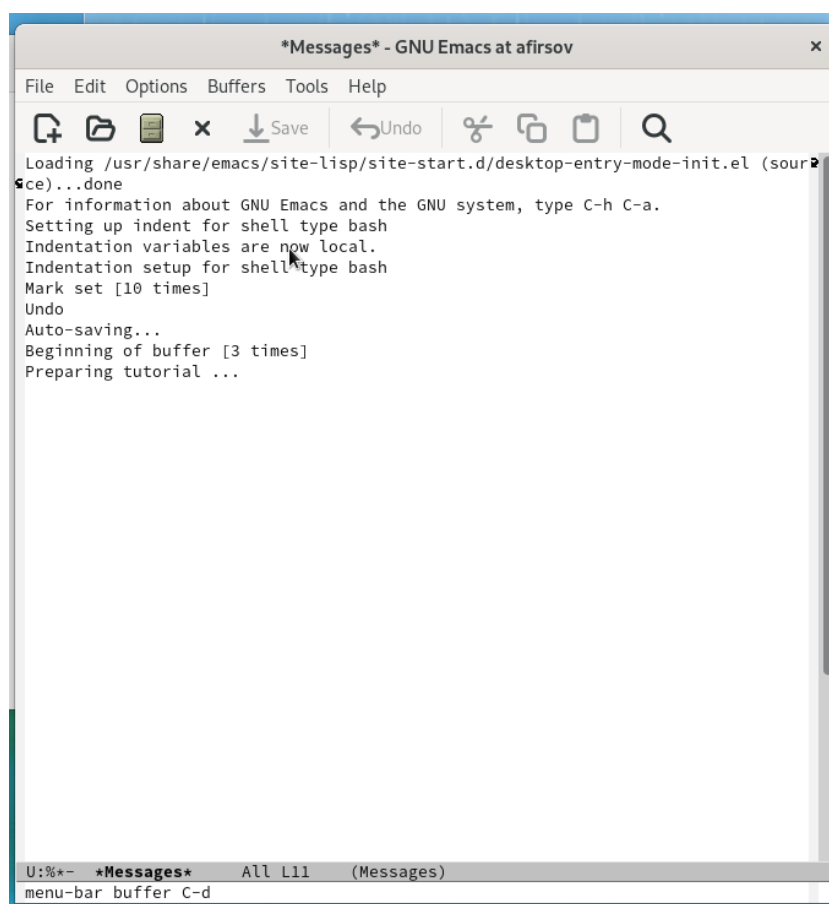 *Messages* - GNU Emacs at afirsov
File Edit Options Buffers Tools Help
Save Undo
Loading /usr/share/emacs/site-lisp/site-start.d/desktop-entry-mode-init.el (sour
ce)...done
For information about GNU Emacs and the GNU system, type C-h C-a.
Setting up indent for shell type bash
Indentation variables are now local.
Indentation setup for shell type bash
Mark set [10 times]
Undo
Auto-saving...
Beginning of buffer [3 times]
Preparing tutorial ...
U:%*- *Messages* All L11 (Messages)
menu-bar buffer C-d